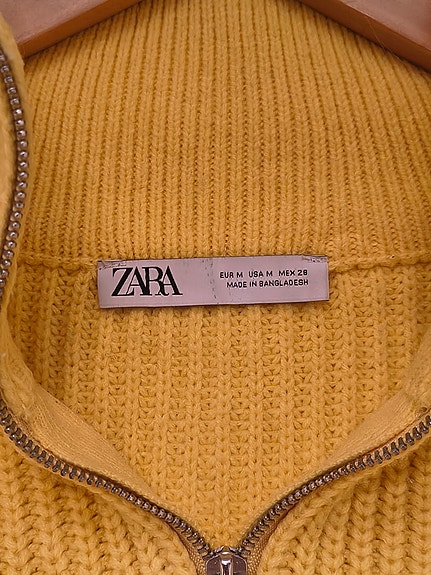 ZARA
EUR M USA M MEX 28
MADE IN BANGLADESH